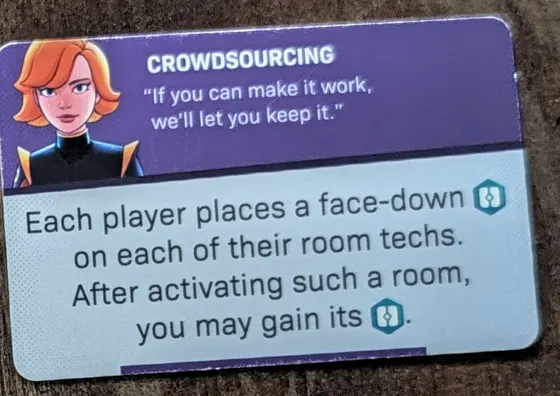 CROWDSOURCING
“If you can make it work,
we’ll let you keep it.”
Each player places a face-down
on each of their room techs.
After activating such a room,
you may gain its .